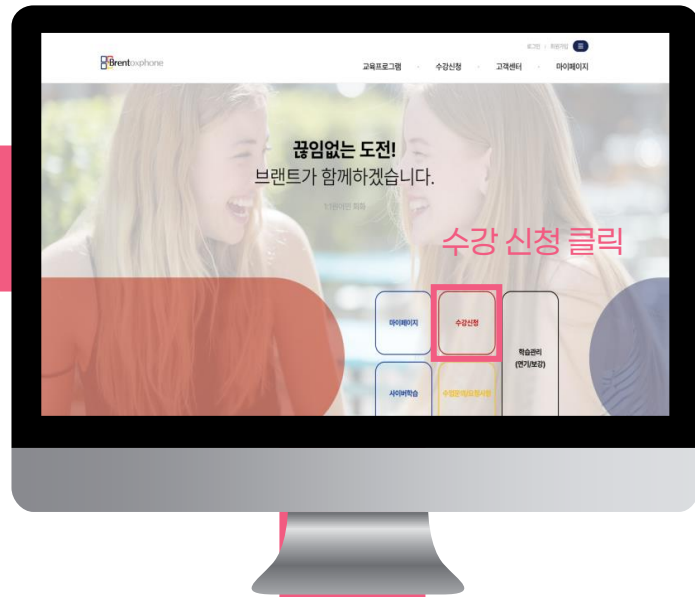 로그인 / 회원가입
Brentoxphone
교육프로그램 · 수강신청 · 고객센터 · 마이페이지
끊임없는 도전!
브랜트가 함께하겠습니다.
수강 신청 클릭
마이페이지
수강신청
학습관리
(연기/보강)
사이버학습